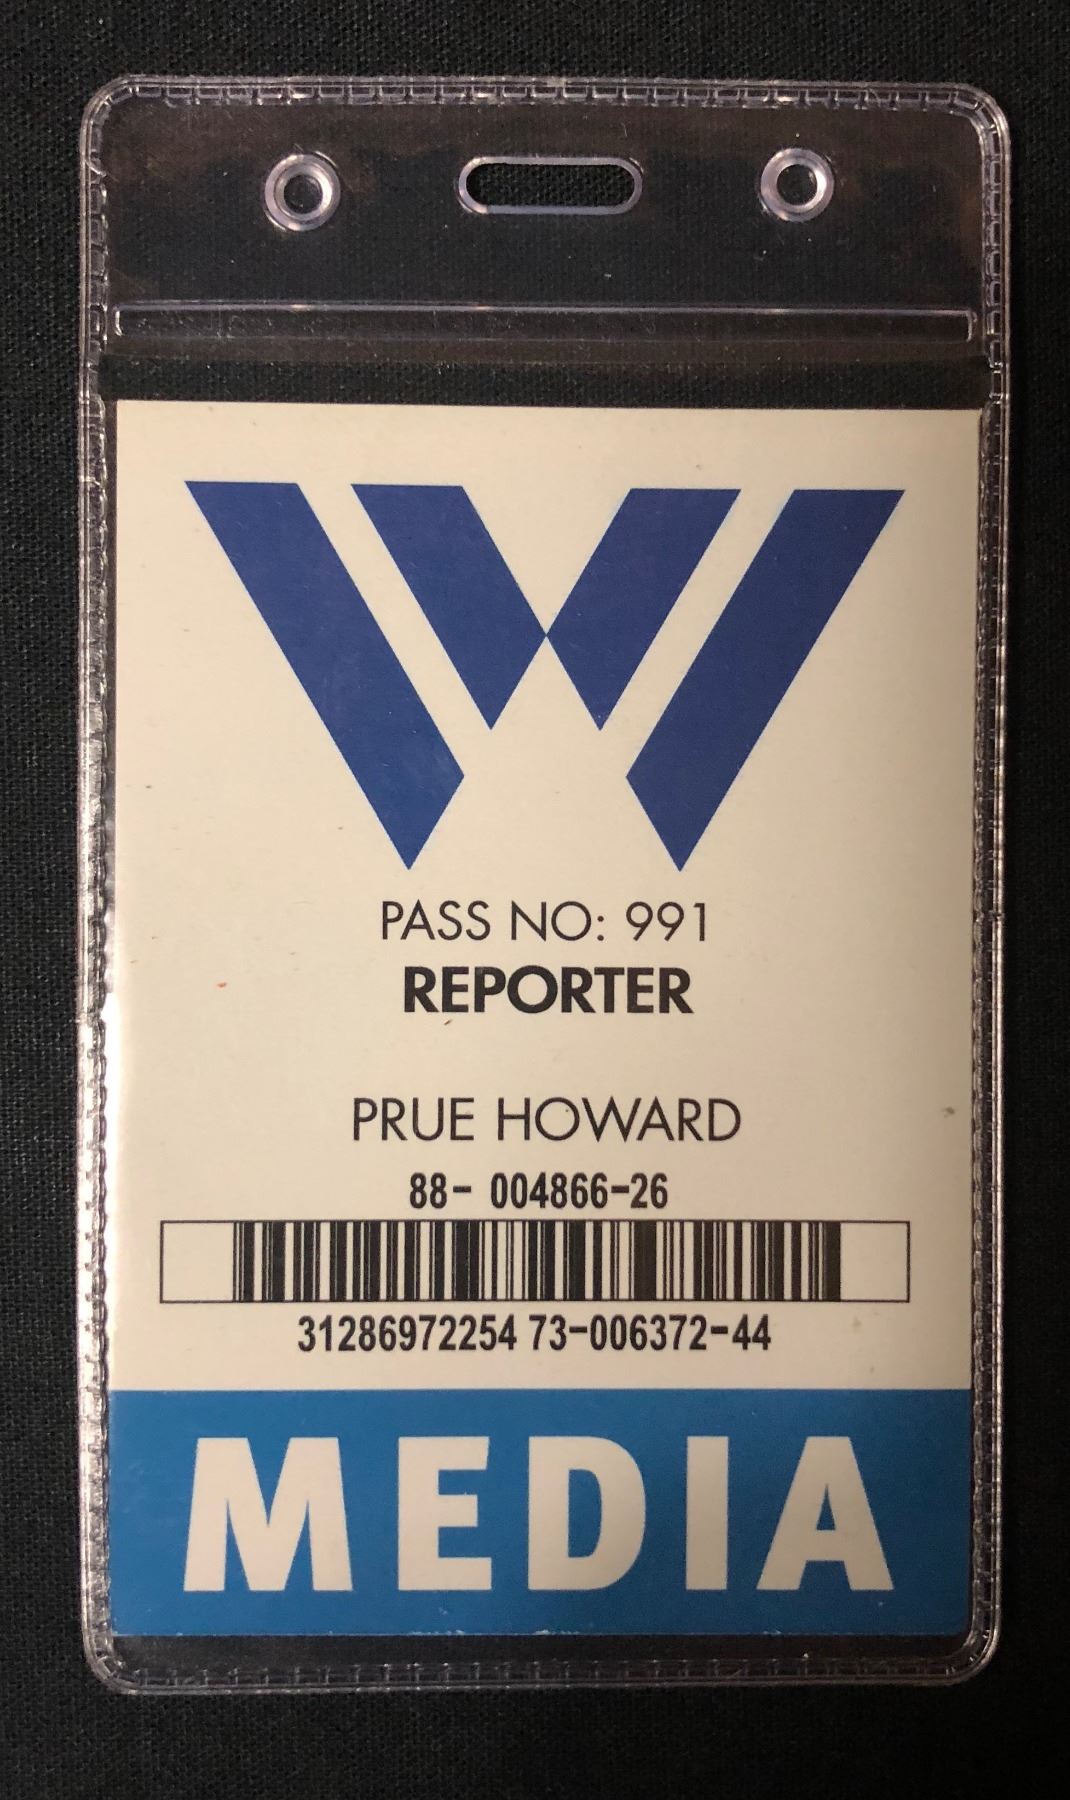 W
PASS NO: 991
REPORTER
PRUE HOWARD
88- 004866-26
31286972254 73-006372-44
MEDIA